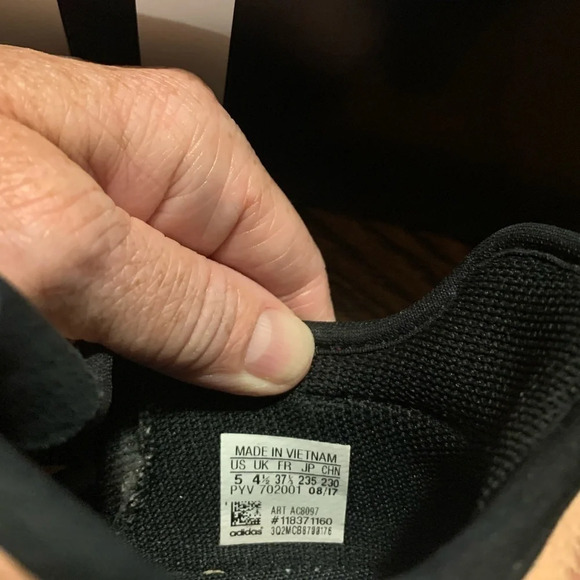 MADE IN VIETNAM
US UK FR JP CHN
5 4½ 37⅓ 235 230
PYV 702001 08/17
ART AC8097
#118371160
adidas 3Q2MCB8798176